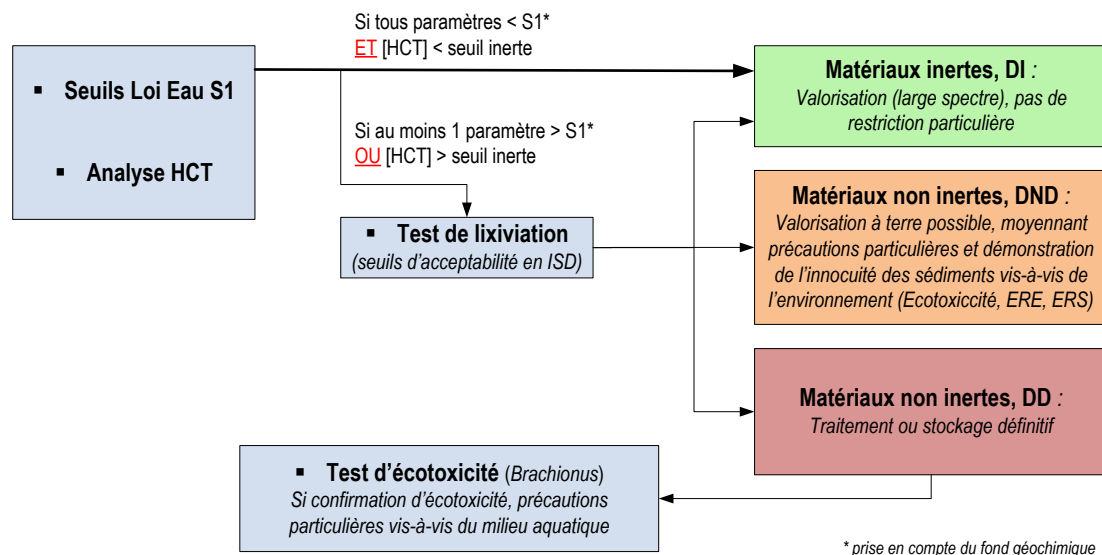 Si tous paramètres < S1*
ET [HCT] < seuil inerte
▪ Seuils Loi Eau S1
▪ Analyse HCT
Si au moins 1 paramètre > S1*
OU [HCT] > seuil inerte
▪ Test de lixiviation
(seuils d'acceptabilité en ISD)
Matériaux inertes, DI :
Valorisation (large spectre), pas de
restriction particulière
Matériaux non inertes, DND :
Valorisation à terre possible, moyennant
précautions particulières et démonstration
de l'innocuité des sédiments vis-à-vis de
l'environnement (Ecotoxiccité, ERE, ERS)
Matériaux non inertes, DD :
Traitement ou stockage définitif
▪ Test d'écotoxicité (Brachionus)
Si confirmation d'écotoxicité, précautions
particulières vis-à-vis du milieu aquatique
* prise en compte du fond géochimique